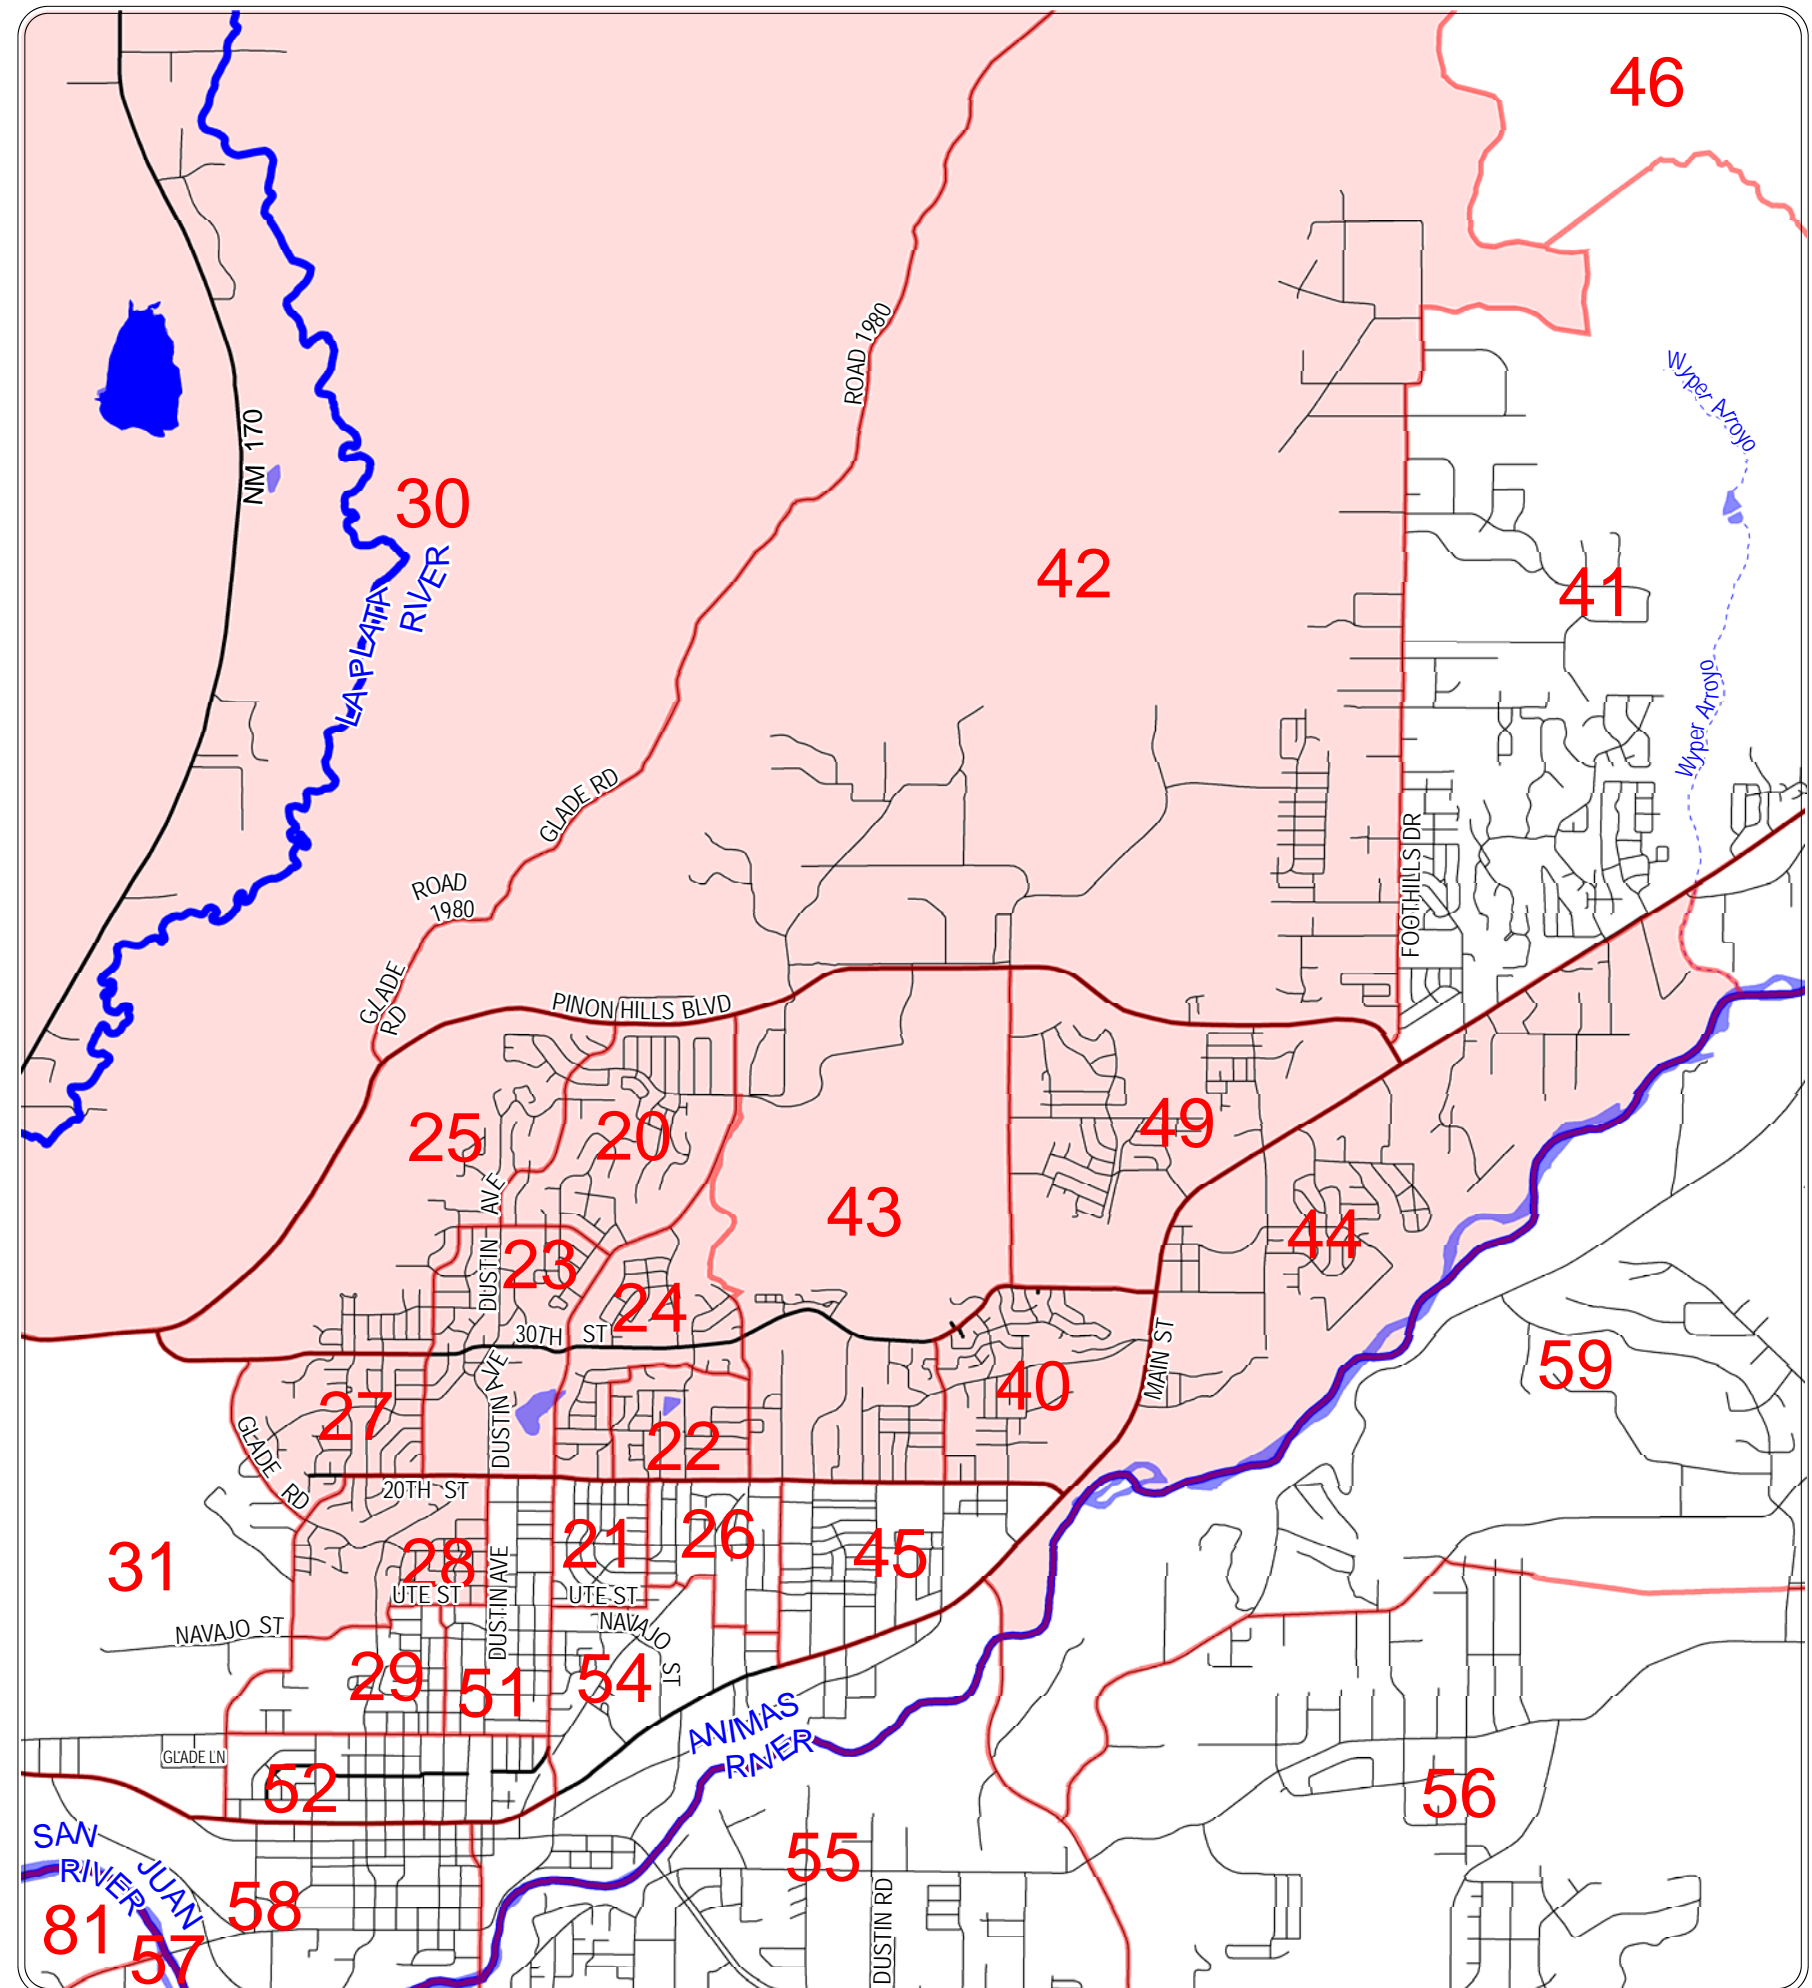 46
ROAD 1980
Wyper Arroyo
NM 170
30
LA PLATA
RIVER
42
41
Wyper Arroyo
GLADE RD
FOOTHILLS DR
ROAD
1980
GLADE
RD
PINON HILLS BLVD
25
20
49
DUSTIN AVE
43
44
23
24
30TH ST
MAIN ST
59
DUSTIN AVE
40
27
22
GLADE RD
20TH ST
31
28
21
26
45
UTE ST
UTE ST
DUSTIN AVE
NAVAJO ST
NAVAJO
ST
29
51
54
ANIMAS
RIVER
GLADE LN
52
56
SAN JUAN
RIVER
55
58
DUSTIN RD
81
57